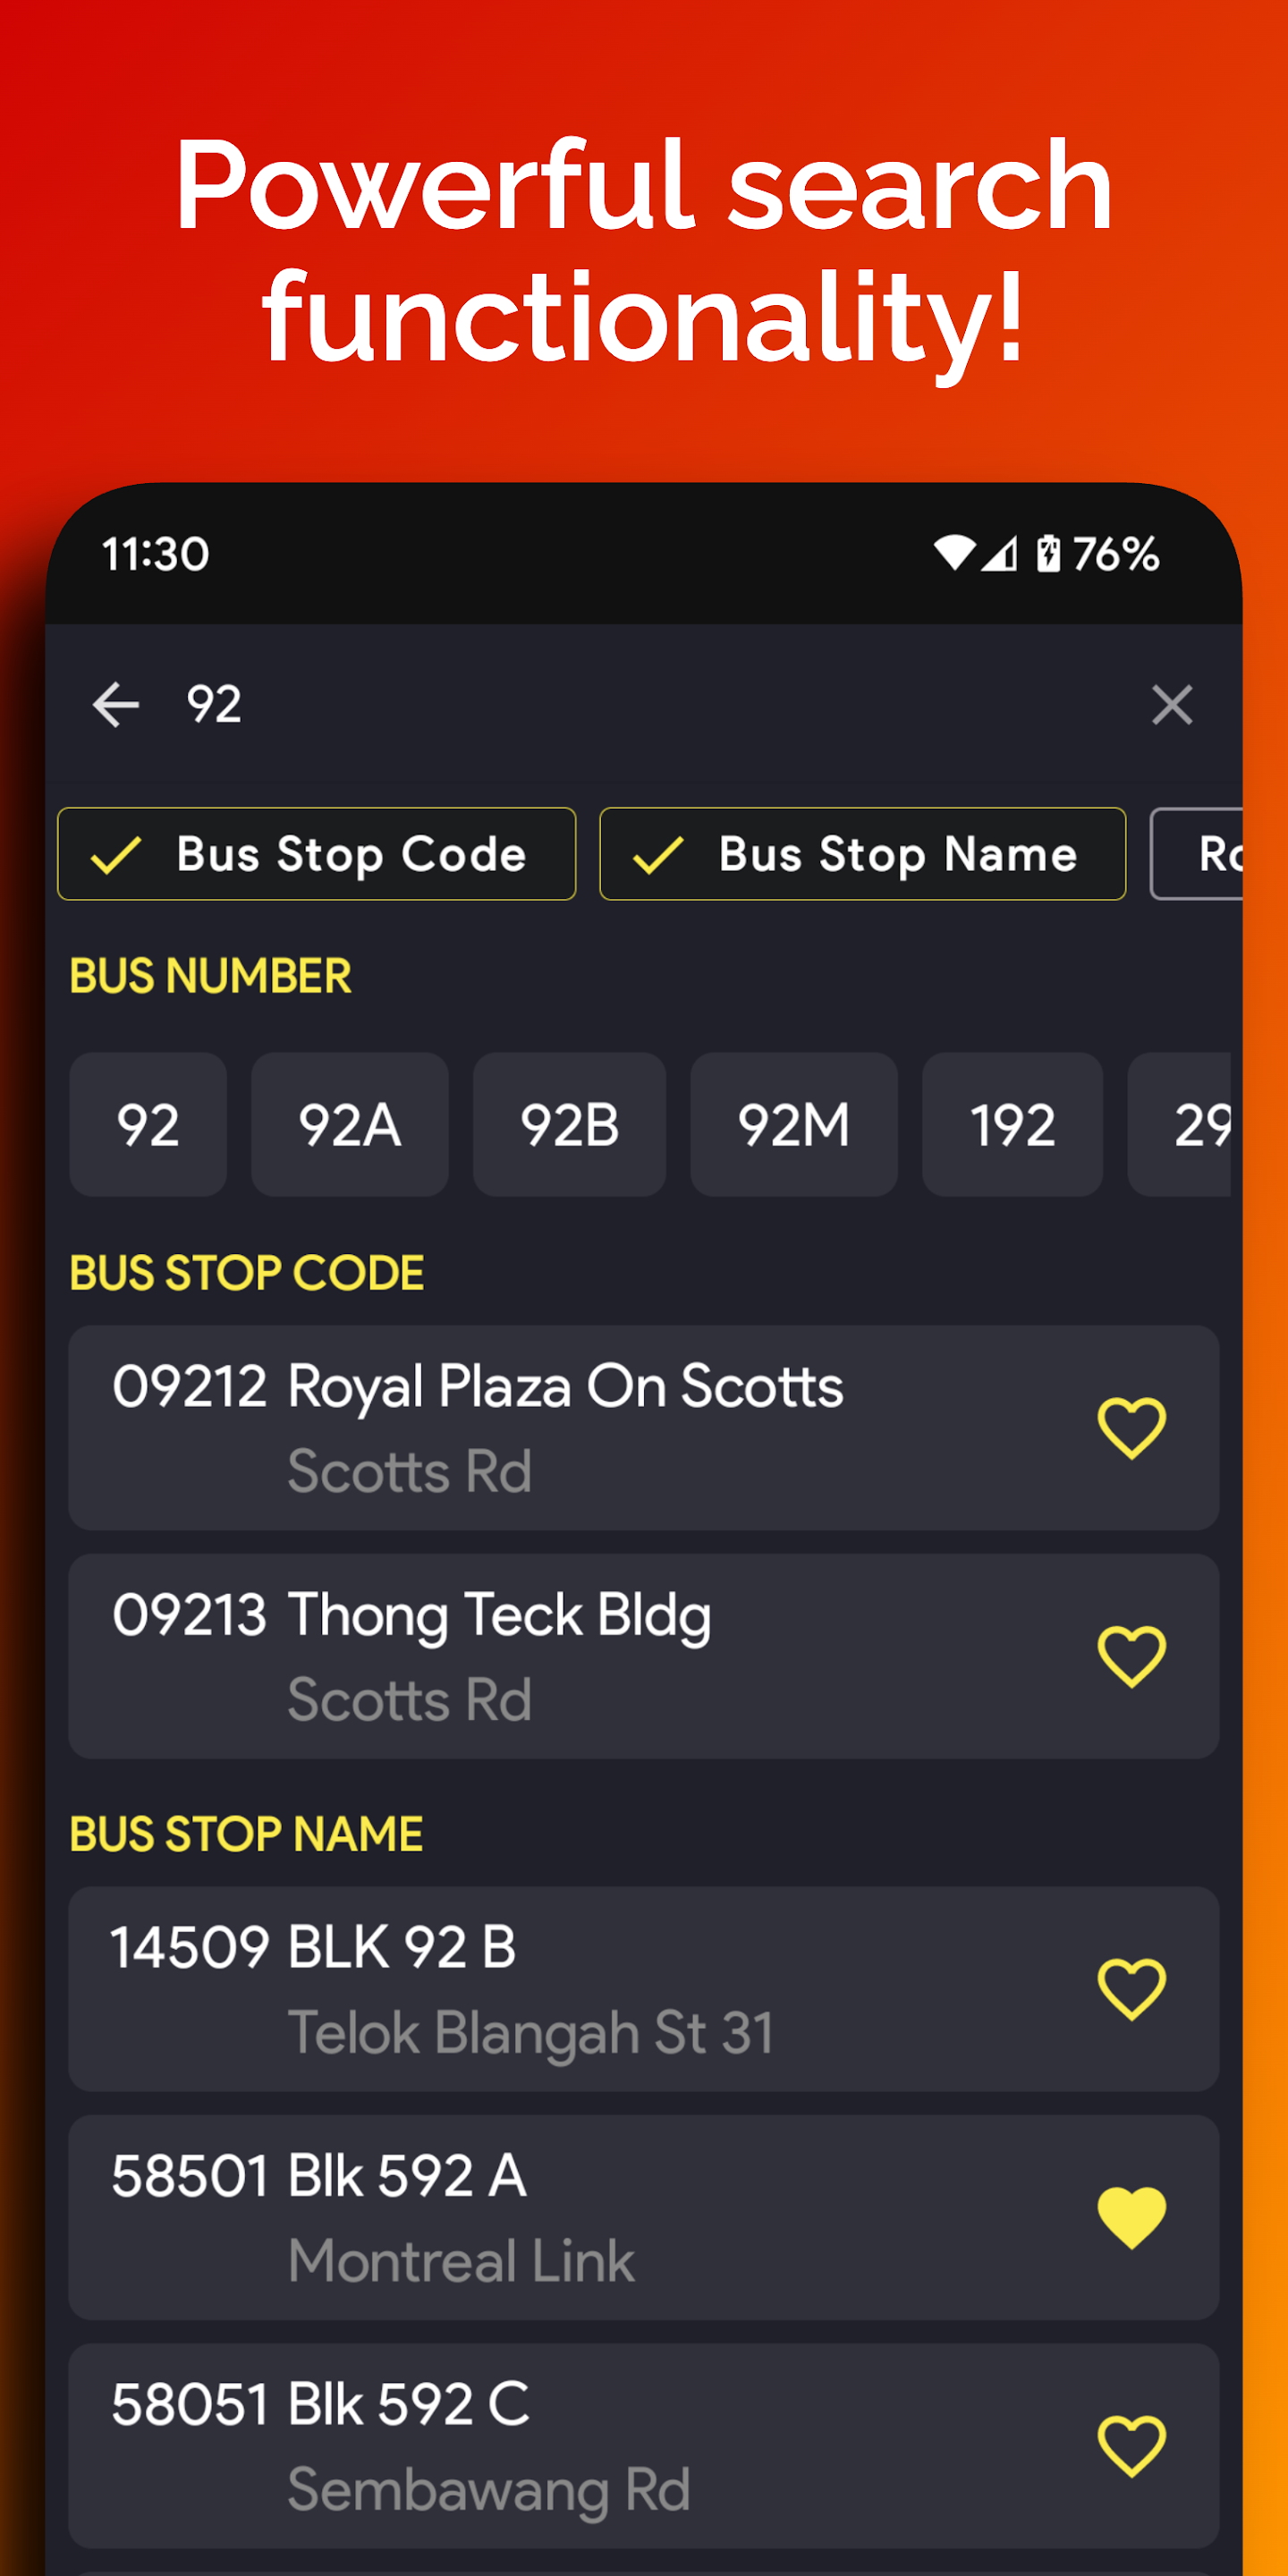 Powerful search
functionality!
11:30 76%
92
Bus Stop Code Bus Stop Name
BUS NUMBER
92 92A 92B 92M 192
BUS STOP CODE
09212 Royal Plaza On Scotts
Scotts Rd
09213 Thong Teck Bldg
Scotts Rd
BUS STOP NAME
14509 BLK 92 B
Telok Blangah St 31
58501 Blk 592 A
Montreal Link
58051 Blk 592 C
Sembawang Rd